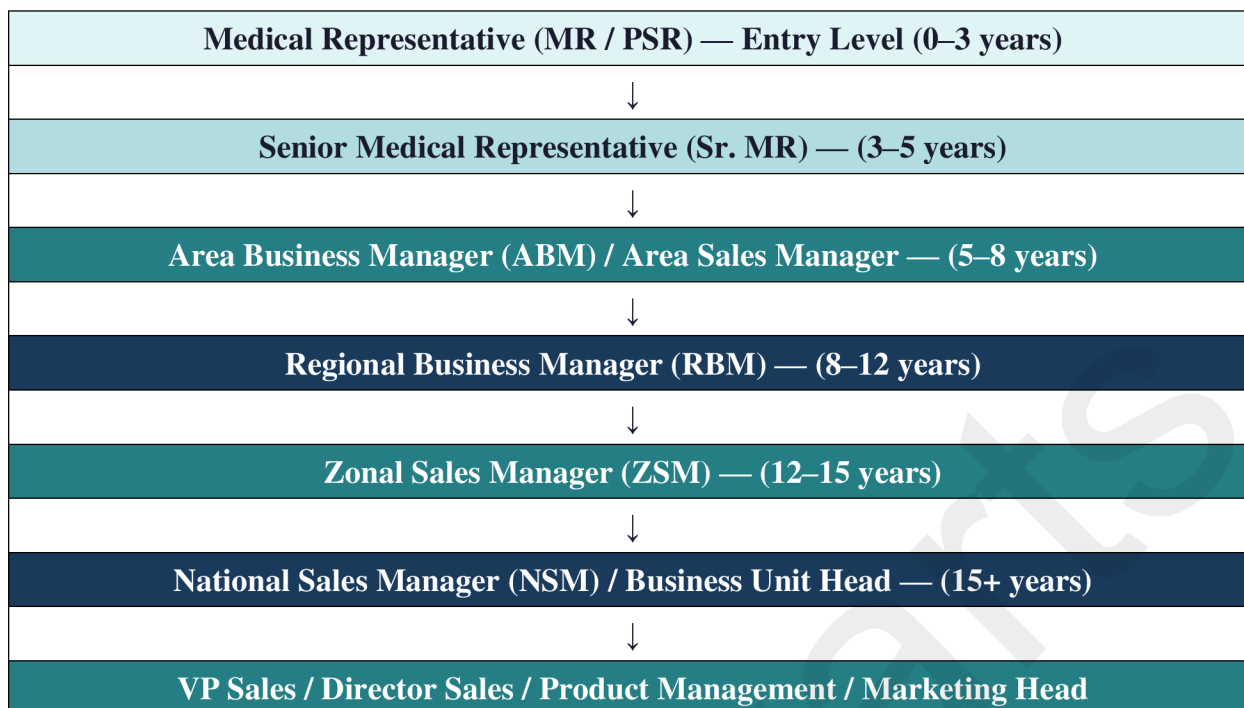 Medical Representative (MR / PSR) — Entry Level (0–3 years)
↓
Senior Medical Representative (Sr. MR) — (3–5 years)
↓
Area Business Manager (ABM) / Area Sales Manager — (5–8 years)
↓
Regional Business Manager (RBM) — (8–12 years)
↓
Zonal Sales Manager (ZSM) — (12–15 years)
↓
National Sales Manager (NSM) / Business Unit Head — (15+ years)
↓
VP Sales / Director Sales / Product Management / Marketing Head